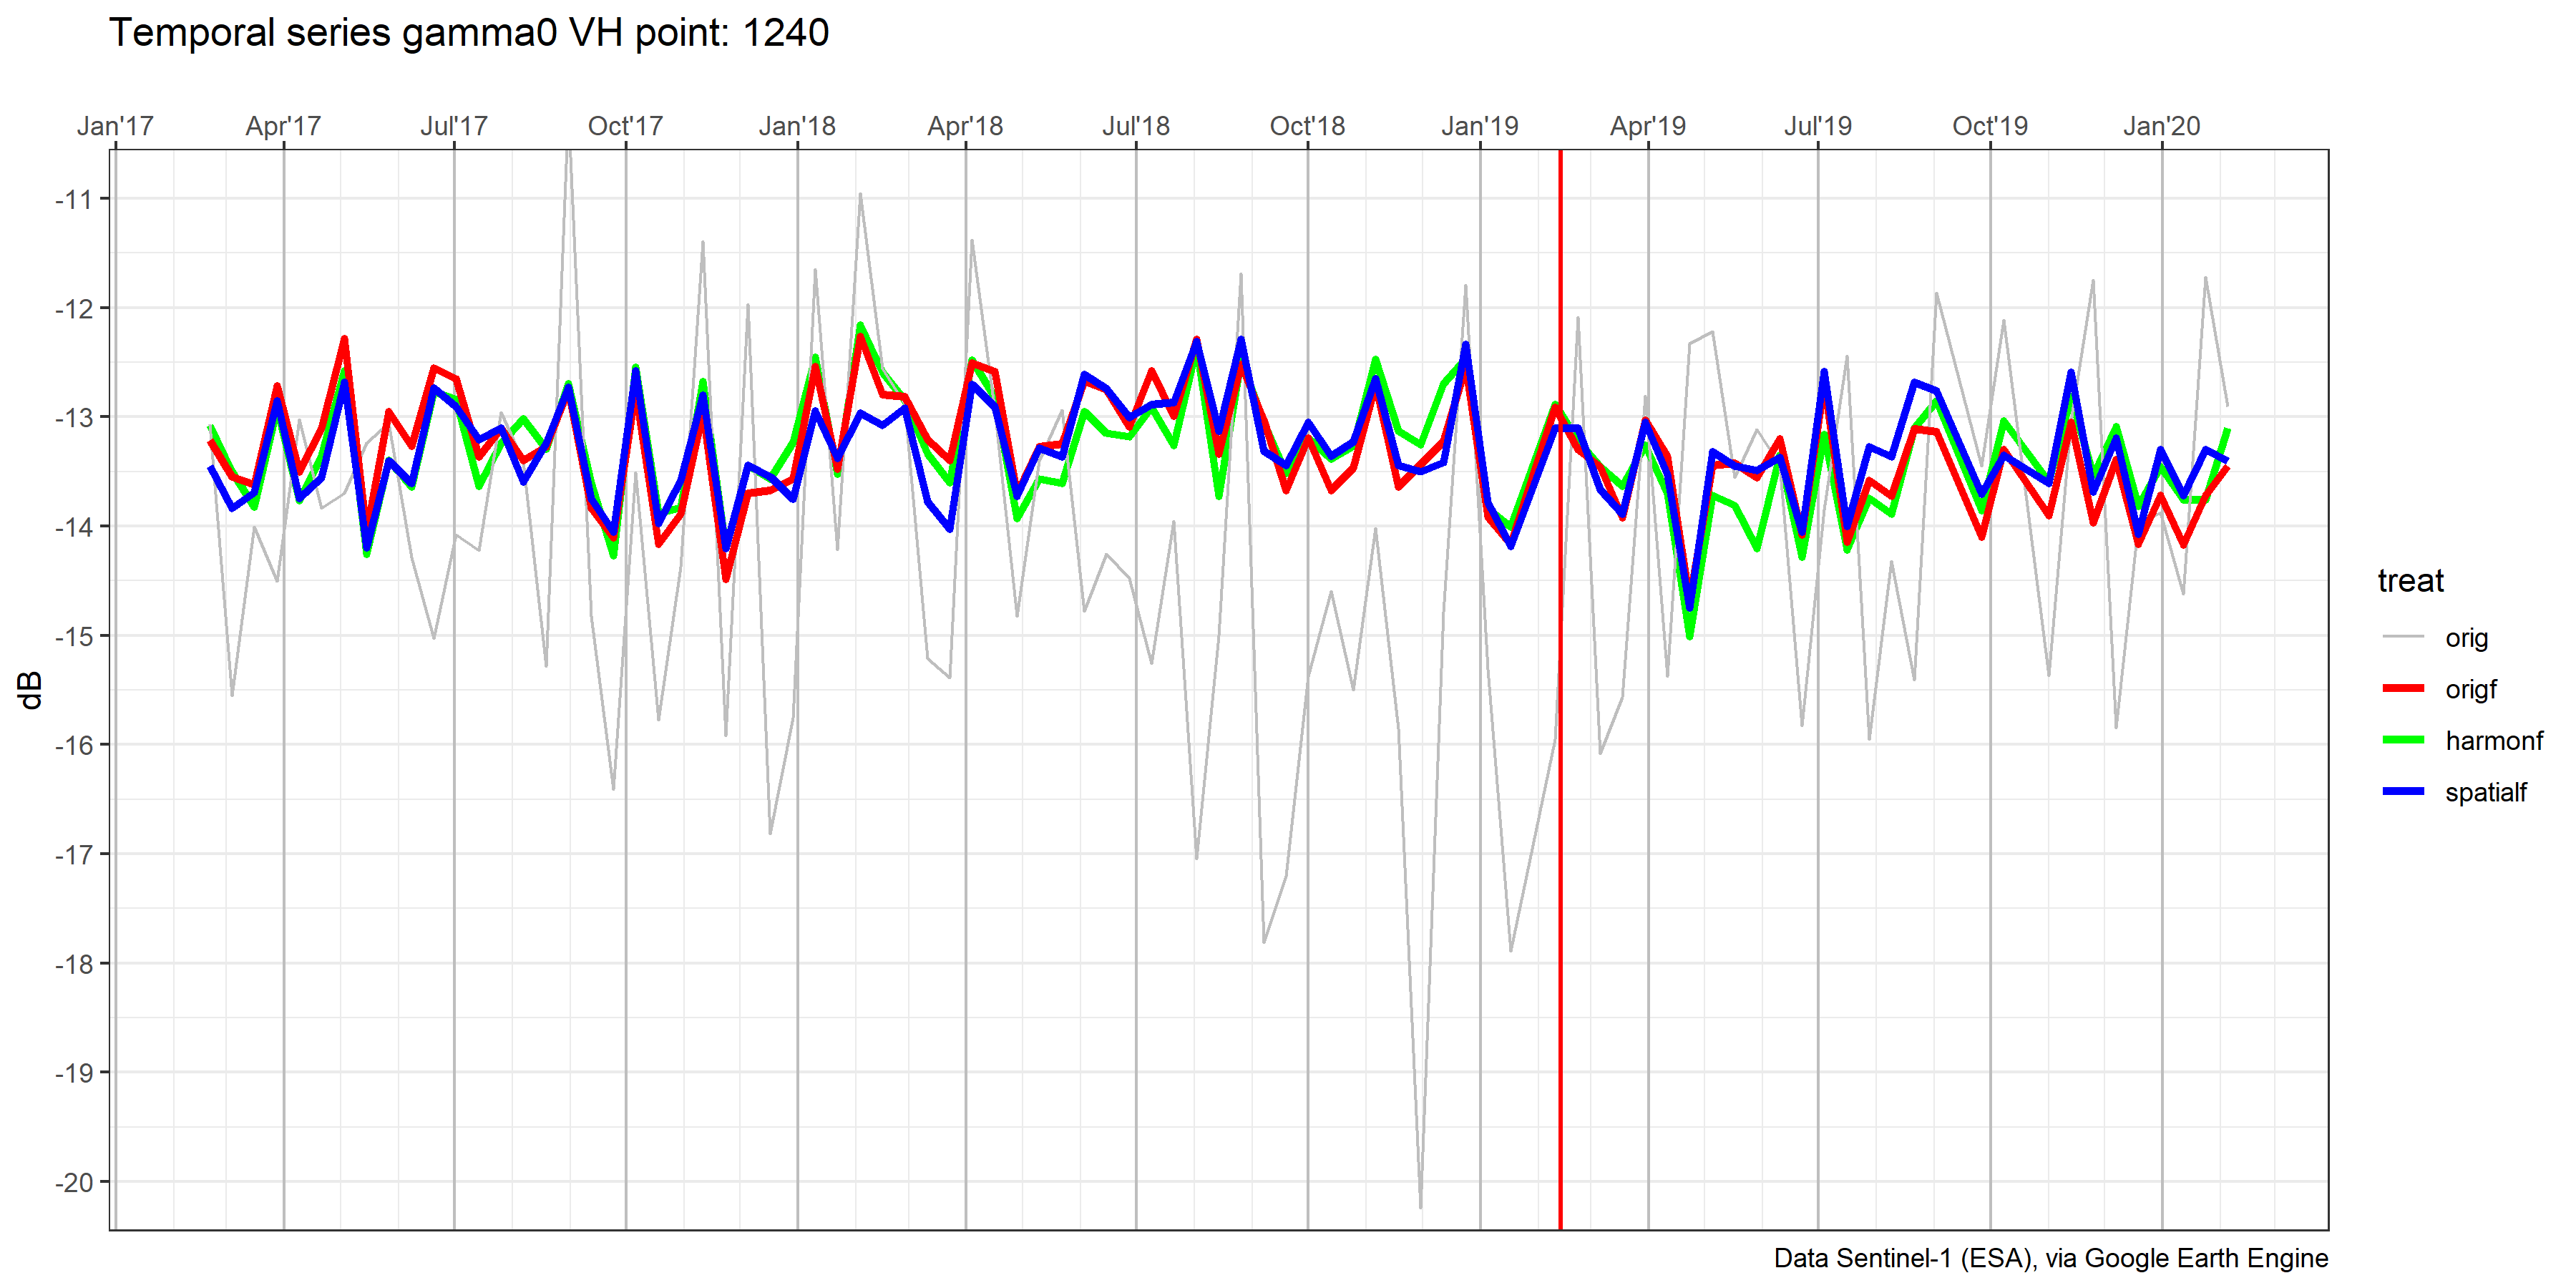 Temporal series gamma0 VH point: 1240
Jan'17 Apr'17 Jul'17 Oct'17 Jan'18 Apr'18 Jul'18 Oct'18 Jan'19 Apr'19 Jul'19 Oct'19 Jan'20
-11
-12
-13
-14
-15
-16
-17
-18
-19
-20
dB
treat
orig
origf
harmonf
spatialf
Data Sentinel-1 (ESA), via Google Earth Engine